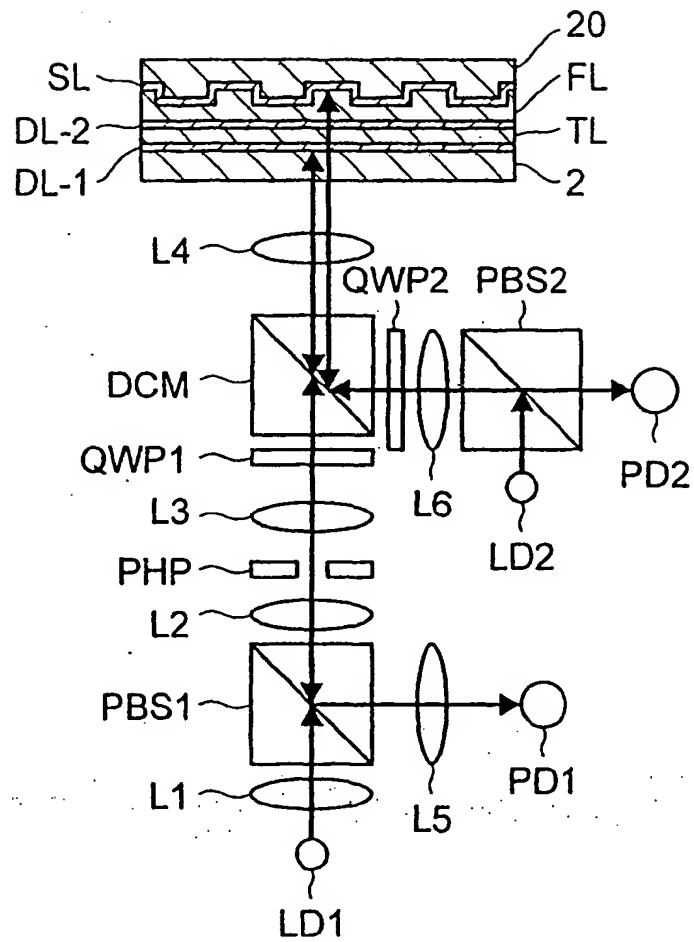 20
SL
FL
DL-2
TL
DL-1
2
L4
QWP2
PBS2
DCM
QWP1
L6
PD2
L3
LD2
PHP
L2
PBS1
PD1
L1
L5
LD1